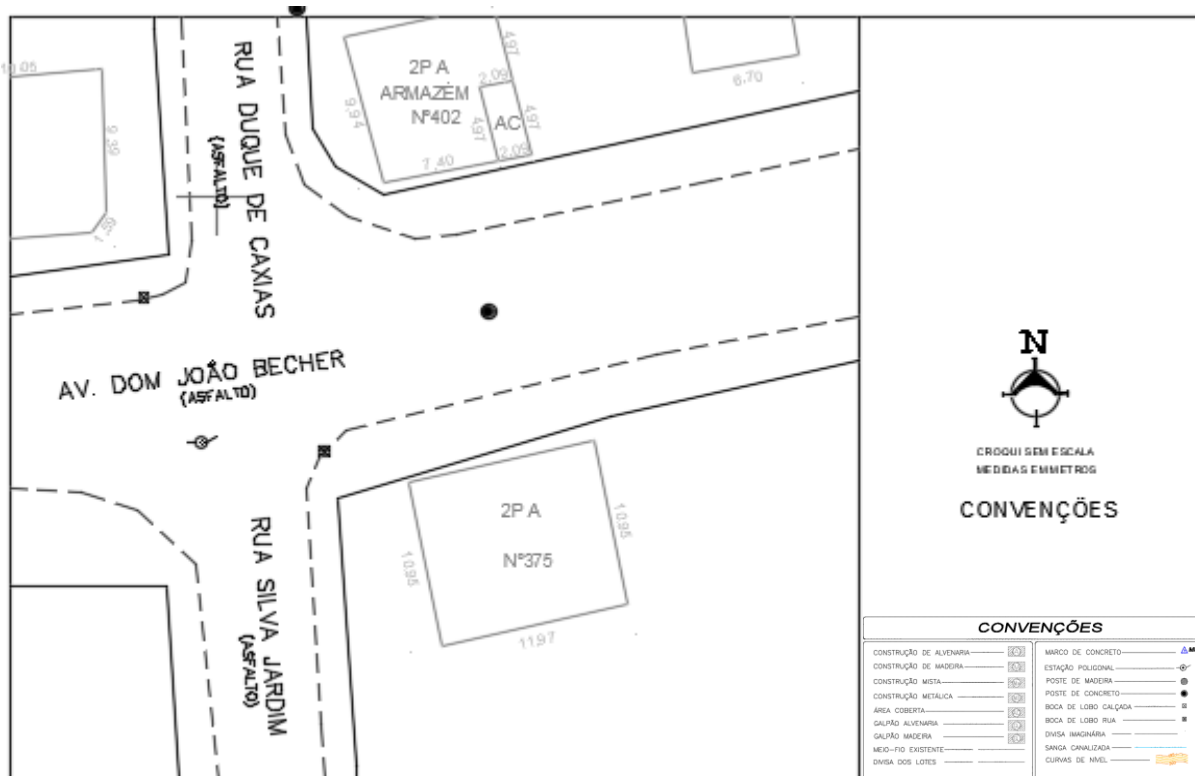 10.05
9.39
1.59
RUA DUQUE DE CAXIAS
(ASFALTO)
2P A
ARMAZÉM
Nº402
9.94
7.40
4.97
2.09
AC
4.97
4.97
2.09
6.70
AV. DOM JOÃO BECHER
(ASFALTO)
RUA SILVA JARDIM
(ASFALTO)
2P A
Nº375
10.95
10.95
11.97
N
CROQUI SEM ESCALA
MEDIDAS EM METROS
CONVENÇÕES
CONVENÇÕES
CONSTRUÇÃO DE ALVENARIA
CONSTRUÇÃO DE MADEIRA
CONSTRUÇÃO MISTA
CONSTRUÇÃO METÁLICA
ÁREA COBERTA
GALPÃO ALVENARIA
GALPÃO MADEIRA
MEIO-FIO EXISTENTE
DIVISA DOS LOTES
MARCO DE CONCRETO
ESTAÇÃO POLIGONAL
POSTE DE MADEIRA
POSTE DE CONCRETO
BOCA DE LOBO CALÇADA
BOCA DE LOBO RUA
DIVISA IMAGINÁRIA
SANGA CANALIZADA
CURVAS DE NÍVEL